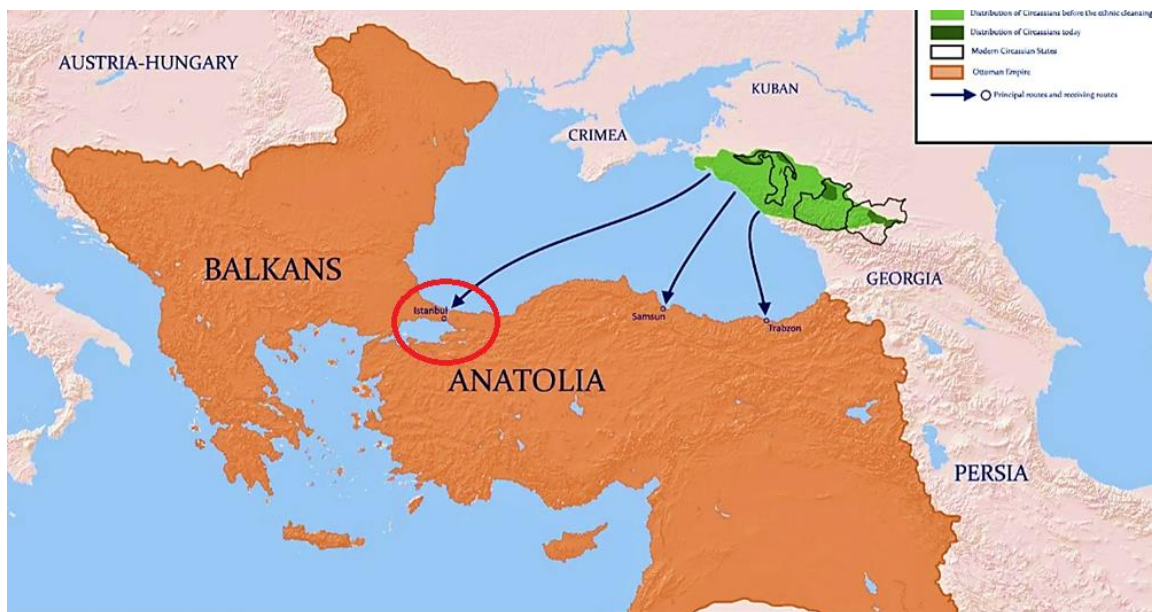 Distribution of Circassians before the ethnic cleansing
Distribution of Circassians today
Modern Circassian States
Ottoman Empire
Principal routes and receiving routes
AUSTRIA-HUNGARY
KUBAN
CRIMEA
GEORGIA
BALKANS
Istanbul
Samsun
Trabzon
ANATOLIA
PERSIA